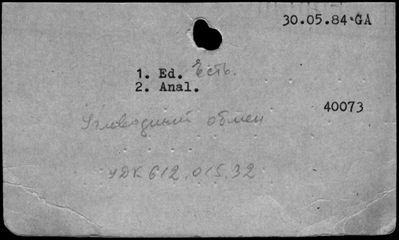 30.05.84 GA
1. Ed. Есть.
2. Anal.
40073
Углеводный обмен
УДК 612.015.32